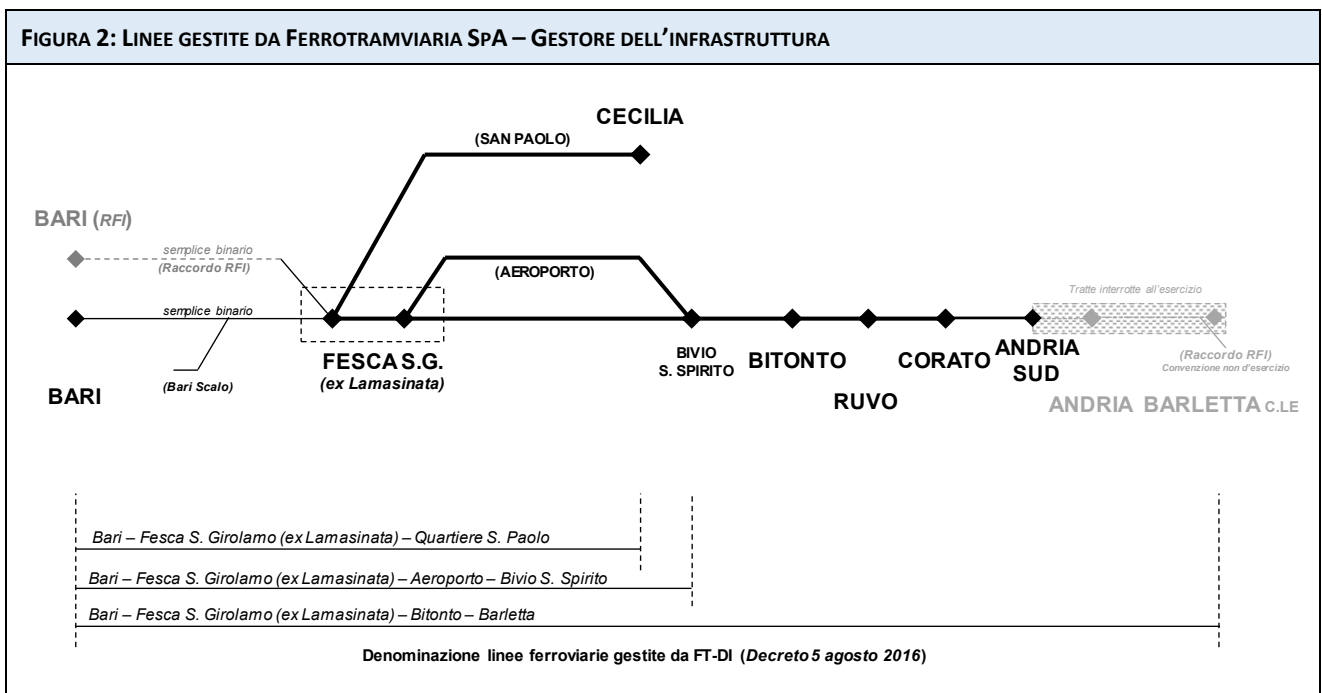 FIGURA 2: LINEE GESTITE DA FERROTRAMVIARIA SPA – GESTORE DELL'INFRASTRUTTURA
CECILIA
(SAN PAOLO)
BARI (RFI)
semplice binario
(Raccordo RFI)
(AEROPORTO)
Tratte interrotte all'esercizio
semplice binario
(Bari Scalo)
BARI
FESCA S.G.
(ex Lamasinata)
BIVIO
S. SPIRITO
BITONTO
RUVO
CORATO
ANDRIA
SUD
(Raccordo RFI)
Convenzione non d'esercizio
ANDRIA
BARLETTA C.LE
Bari – Fesca S. Girolamo (ex Lamasinata) – Quartiere S. Paolo
Bari – Fesca S. Girolamo (ex Lamasinata) – Aeroporto – Bivio S. Spirito
Bari – Fesca S. Girolamo (ex Lamasinata) – Bitonto – Barletta
Denominazione linee ferroviarie gestite da FT-DI (Decreto 5 agosto 2016)